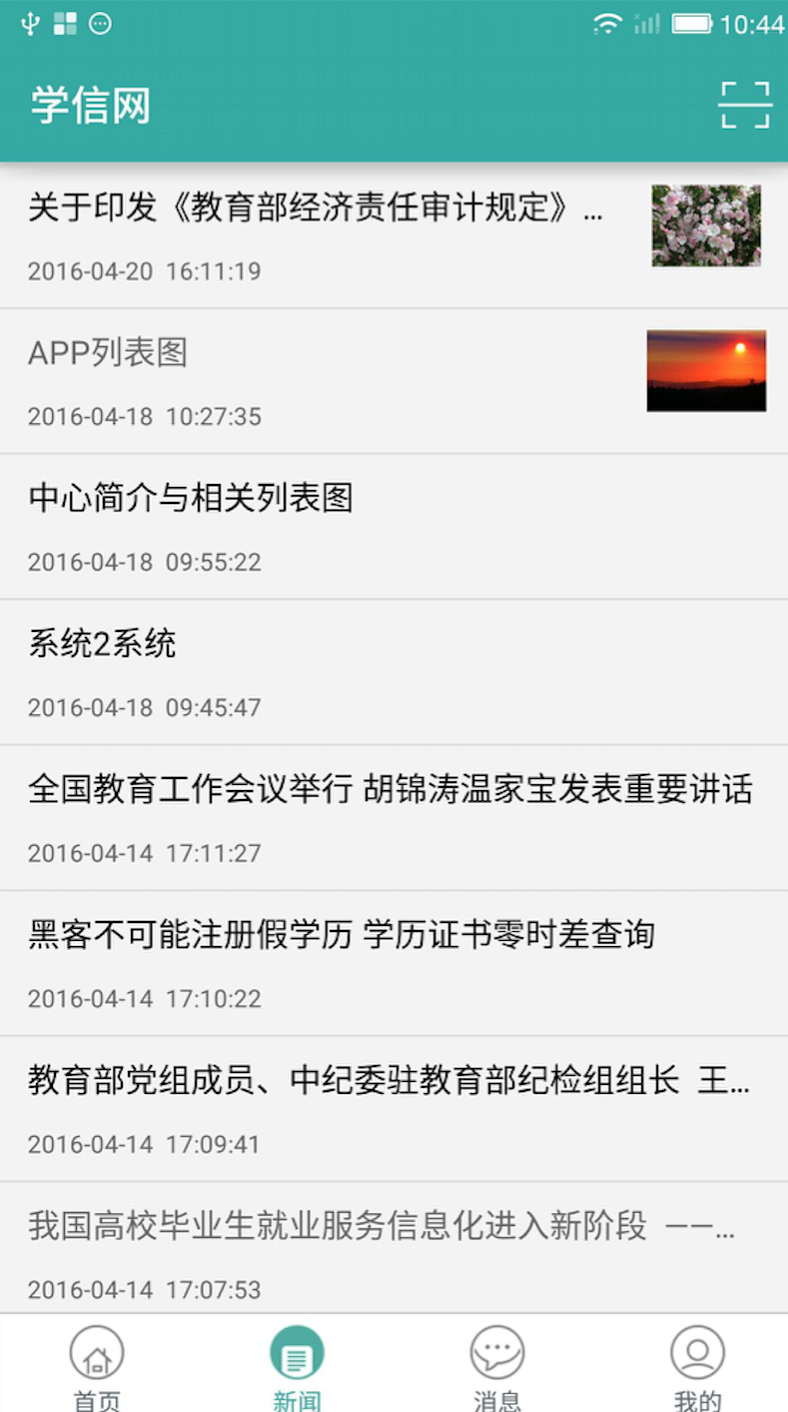 10:44
学信网
关于印发《教育部经济责任审计规定》...
2016-04-20 16:11:19
APP列表图
2016-04-18 10:27:35
中心简介与相关列表图
2016-04-18 09:55:22
系统2系统
2016-04-18 09:45:47
全国教育工作会议举行 胡锦涛温家宝发表重要讲话
2016-04-14 17:11:27
黑客不可能注册假学历 学历证书零时差查询
2016-04-14 17:10:22
教育部党组成员、中纪委驻教育部纪检组组长 王...
2016-04-14 17:09:41
我国高校毕业生就业服务信息化进入新阶段 ——...
2016-04-14 17:07:53
首页 新闻 消息 我的